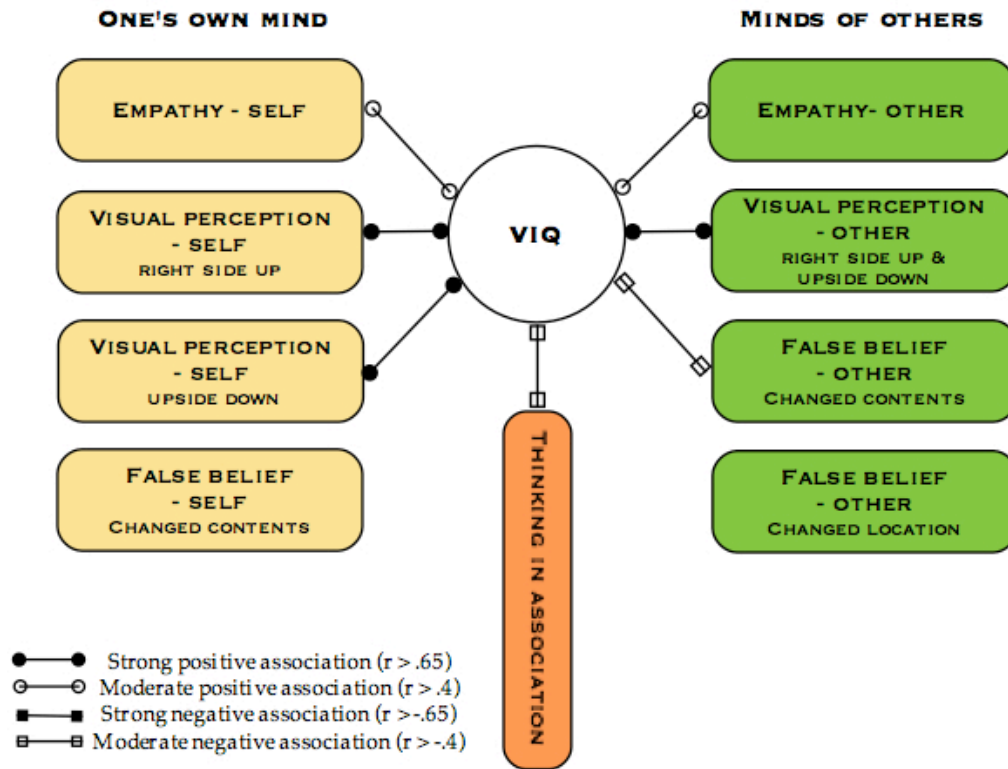 ONE'S OWN MIND
MINDS OF OTHERS
EMPATHY - SELF
EMPATHY- OTHER
VISUAL PERCEPTION
- SELF
RIGHT SIDE UP
VIQ
VISUAL PERCEPTION
- OTHER
RIGHT SIDE UP &
UPSIDE DOWN
VISUAL PERCEPTION
- SELF
UPSIDE DOWN
FALSE BELIEF
- OTHER
CHANGED CONTENTS
FALSE BELIEF
- SELF
CHANGED CONTENTS
THINKING IN ASSOCIATION
FALSE BELIEF
- OTHER
CHANGED LOCATION
Strong positive association (r >.65)
Moderate positive association (r >.4)
Strong negative association (r >-.65)
Moderate negative association (r >-.4)